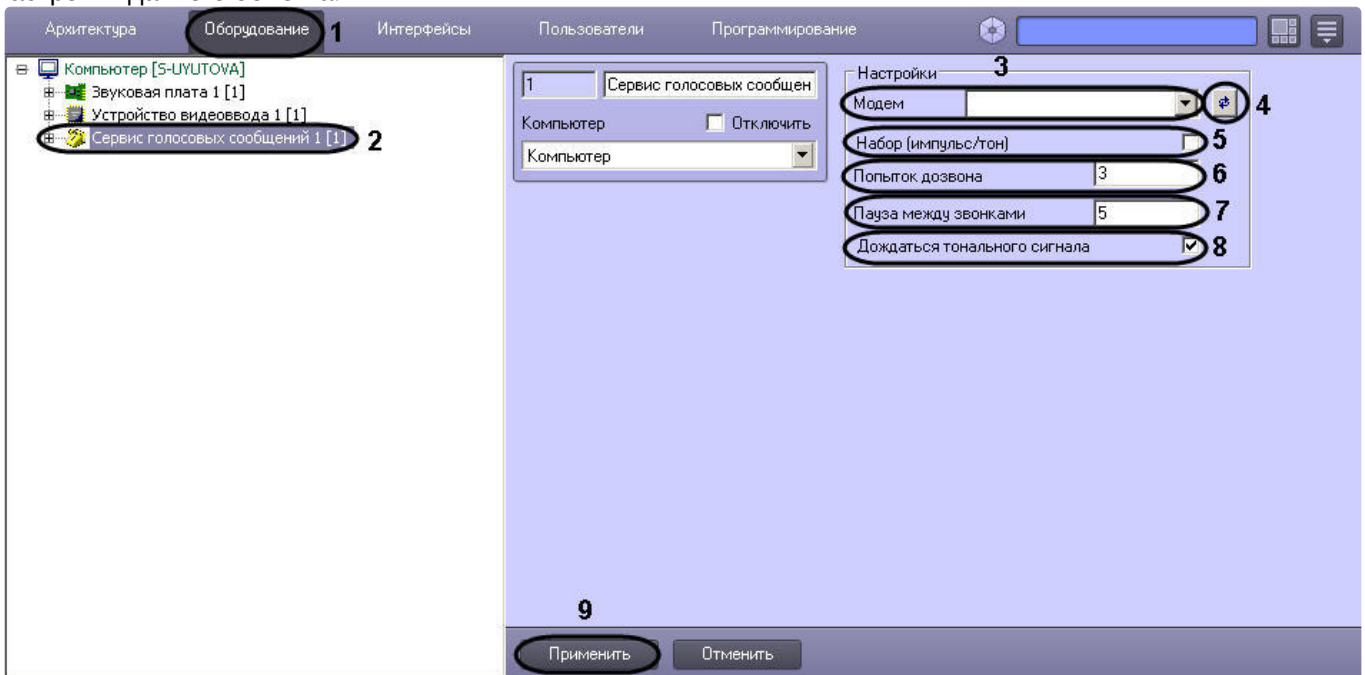 Архитектура Оборудование 1 Интерфейсы Пользователи Программирование
Компьютер [S-UYUTOVA]
Звуковая плата 1 [1]
Устройство видеоввода 1 [1]
Сервис голосовых сообщений 1 [1] 2
1 Сервис голосовых сообщен
Компьютер Отключить
Компьютер
Настройки 3
Модем 4
Набор (импульс/тон) 5
Попыток дозвона 3 6
Пауза между звонками 5 7
Дождаться тонального сигнала 8
9
Применить Отменить